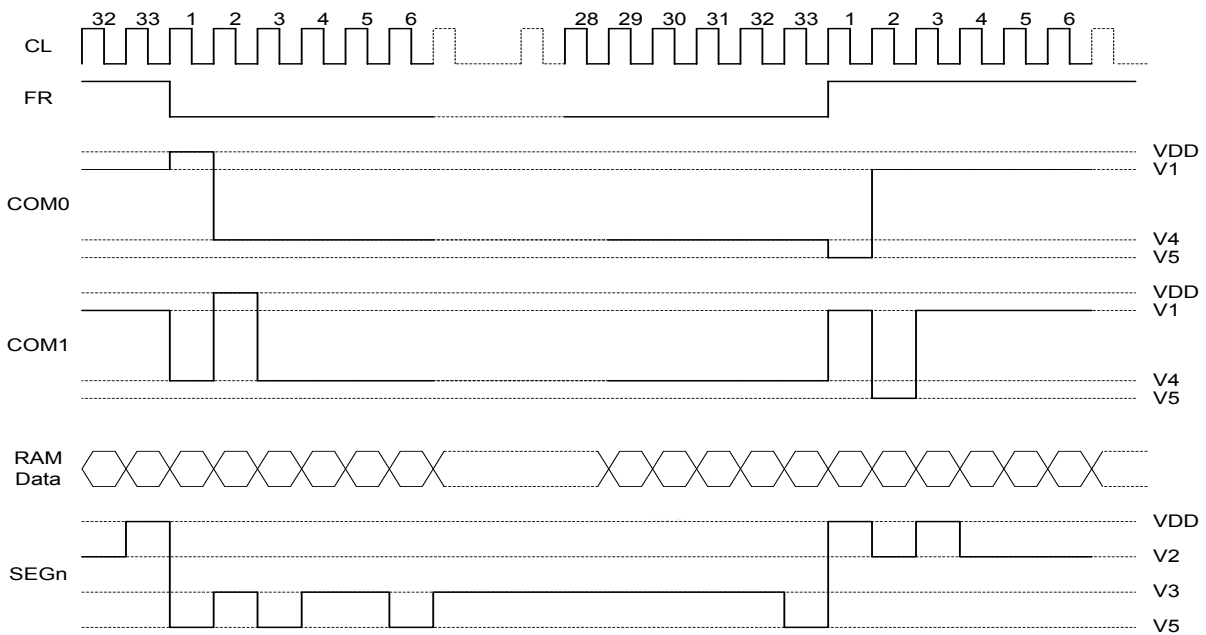 32 33 1 2 3 4 5 6 28 29 30 31 32 33 1 2 3 4 5 6
CL
FR
VDD
V1
COM0
V4
V5
VDD
V1
COM1
V4
V5
RAM
Data
VDD
V2
SEGn
V3
V5